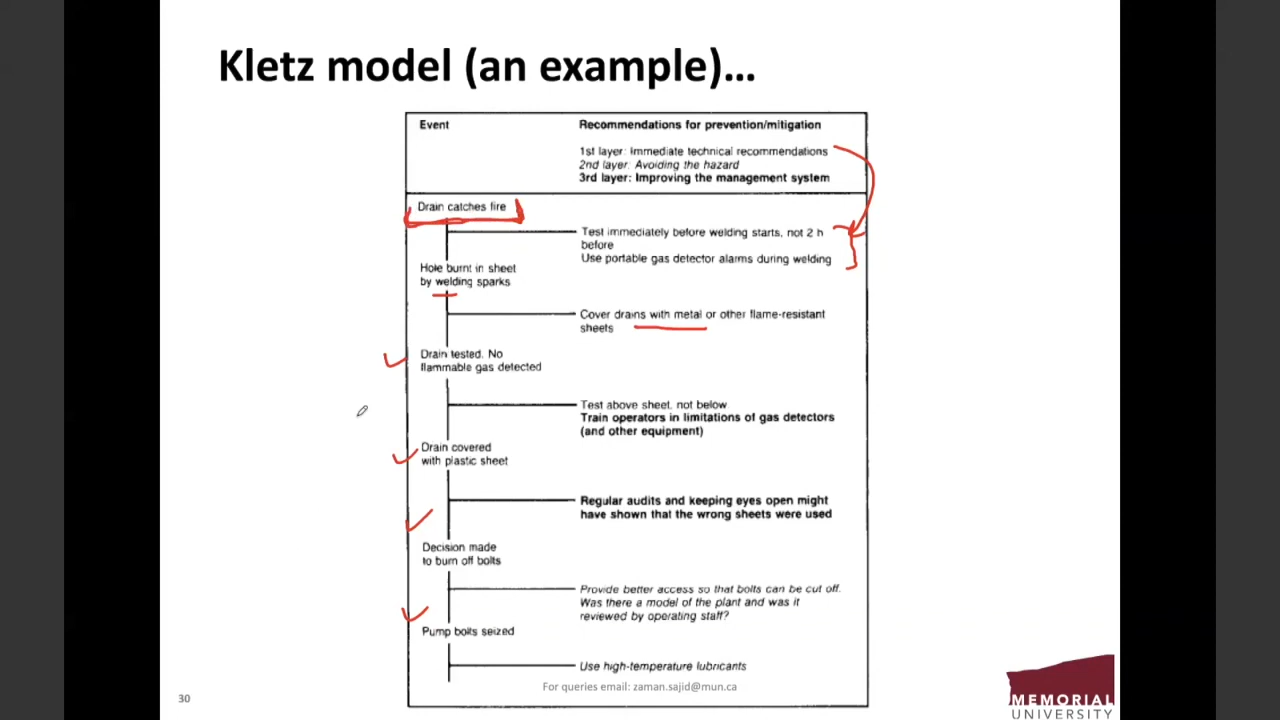 Kletz model (an example)...
Event
Recommendations for prevention/mitigation
1st layer: Immediate technical recommendations
2nd layer: Avoiding the hazard
3rd layer: Improving the management system
Drain catches fire
Test immediately before welding starts, not 2 h
before
Use portable gas detector alarms during welding
Hole burnt in sheet
by welding sparks
Cover drains with metal or other flame-resistant
sheets
Drain tested. No
flammable gas detected
Test above sheet, not below
Train operators in limitations of gas detectors
(and other equipment)
Drain covered
with plastic sheet
Regular audits and keeping eyes open might
have shown that the wrong sheets were used
Decision made
to burn off bolts
Provide better access so that bolts can be cut off.
Was there a model of the plant and was it
reviewed by operating staff?
Pump bolts seized
Use high-temperature lubricants
For queries email: zaman.sajid@mun.ca
30
MEMORIAL
UNIVERSITY